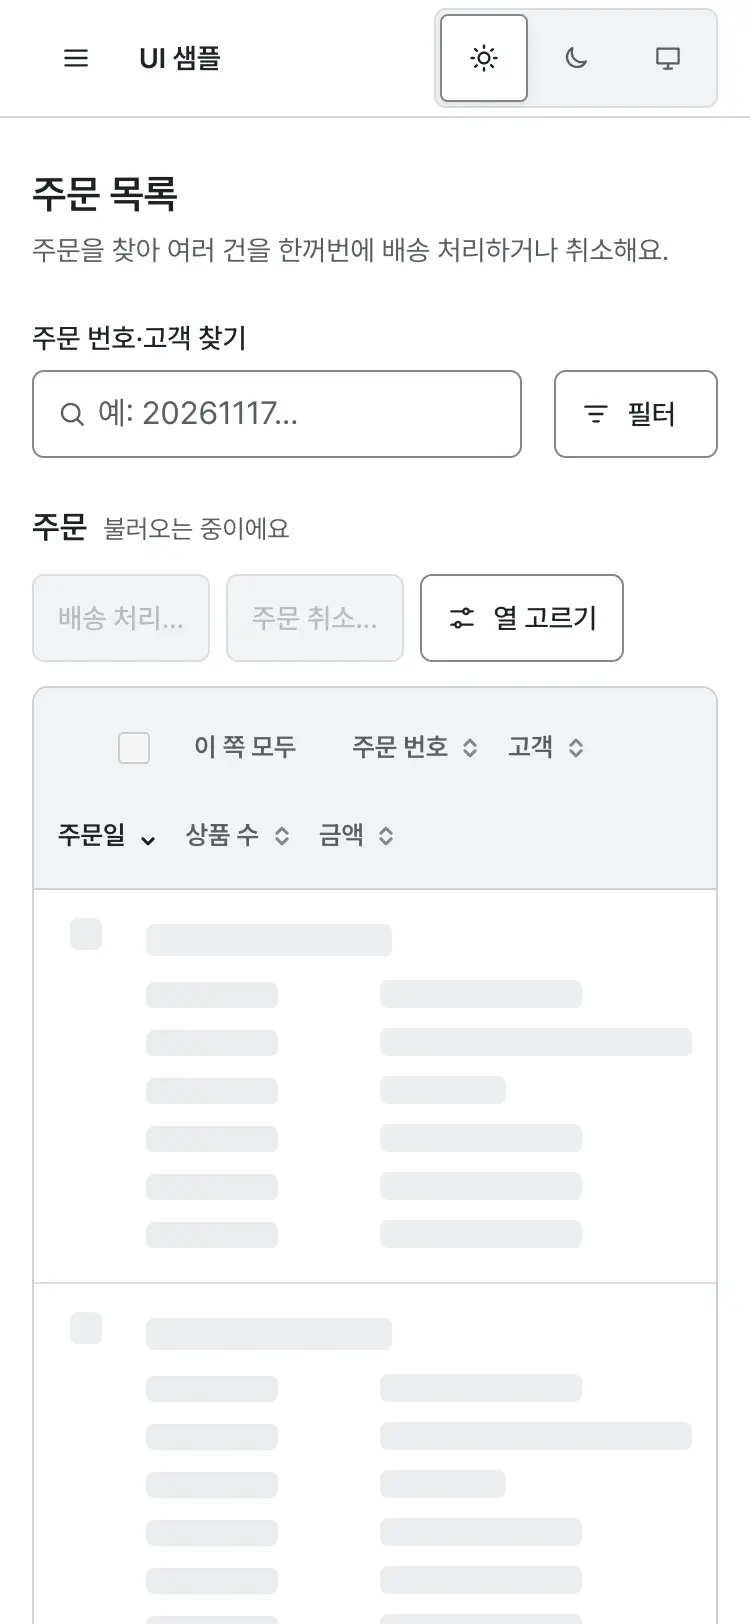 UI 샘플
주문 목록
주문을 찾아 여러 건을 한꺼번에 배송 처리하거나 취소해요.
주문 번호·고객 찾기
예: 20261117...
필터
주문 불러오는 중이에요
배송 처리... 주문 취소... 열 고르기
이 쪽 모두 주문 번호 고객
주문일 상품 수 금액